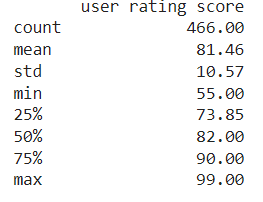 user rating score
count 466.00
mean 81.46
std 10.57
min 55.00
25% 73.85
50% 82.00
75% 90.00
max 99.00